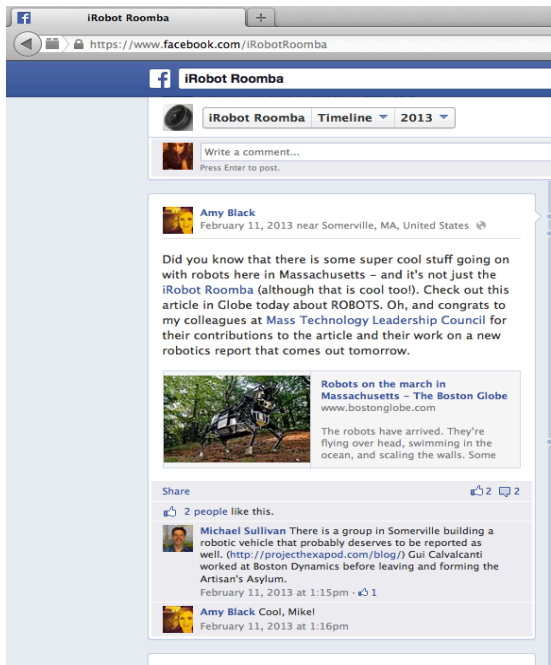 iRobot Roomba
https://www.facebook.com/iRobotRoomba
iRobot Roomba
iRobot Roomba Timeline 2013
Write a comment...
Press Enter to post.
Amy Black
February 11, 2013 near Somerville, MA, United States
Did you know that there is some super cool stuff going on
with robots here in Massachusetts – and it's not just the
iRobot Roomba (although that is cool too!). Check out this
article in Globe today about ROBOTS. Oh, and congrats to
my colleagues at Mass Technology Leadership Council for
their contributions to the article and their work on a new
robotics report that comes out tomorrow.
Robots on the march in
Massachusetts – The Boston Globe
www.bostonglobe.com
The robots have arrived. They're
flying over head, swimming in the
ocean, and scaling the walls. Some
Share 2 2
2 people like this.
Michael Sullivan There is a group in Somerville building a
robotic vehicle that probably deserves to be reported as
well. (http://projecthexapod.com/blog/) Gui Calvalcanti
worked at Boston Dynamics before leaving and forming the
Artisan's Asylum.
February 11, 2013 at 1:15pm · 1
Amy Black Cool, Mike!
February 11, 2013 at 1:16pm